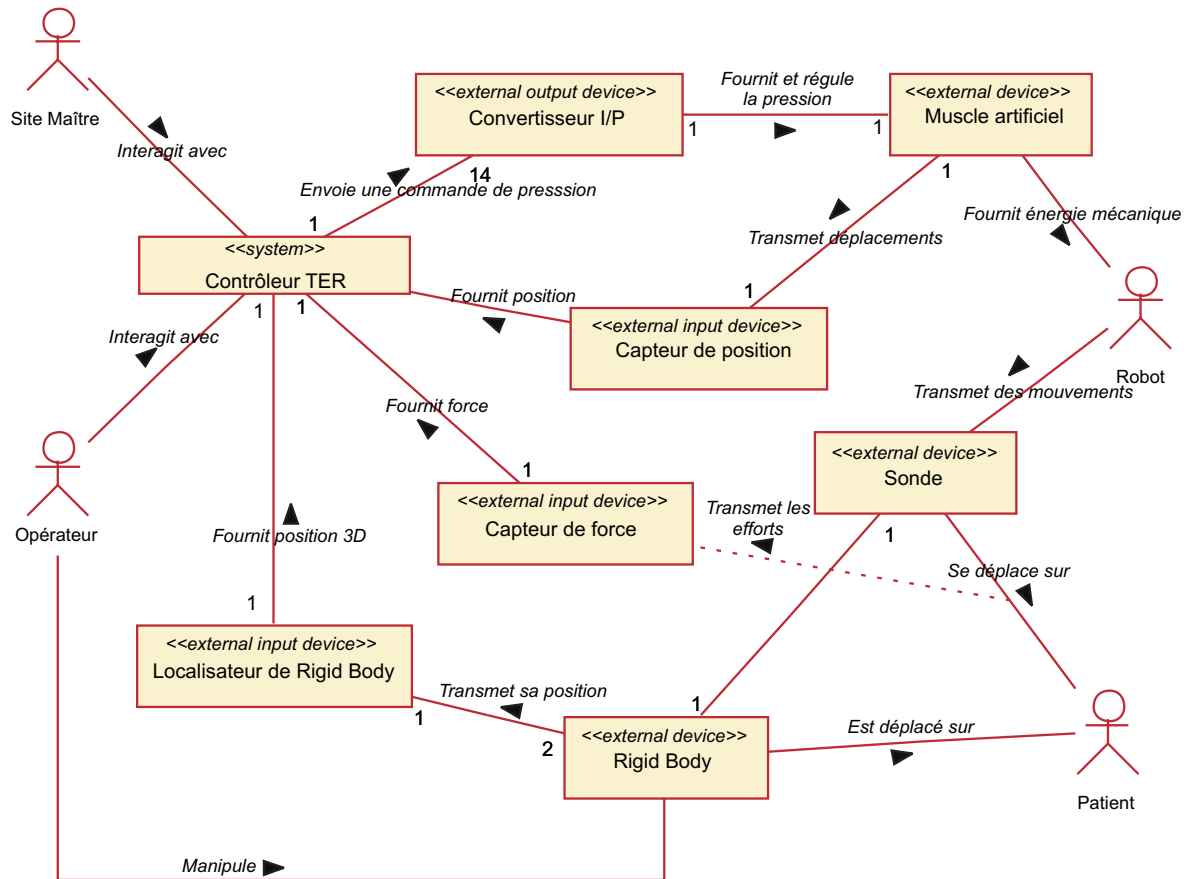 Site Maître
Interagit avec
<<external output device>>
Convertisseur I/P
Fournit et régule
la pression
1
1
<<external device>>
Muscle artificiel
14
Envoie une commande de presssion
1
1
Fournit énergie mécanique
Transmet déplacements
<<system>>
Contrôleur TER
1
1
Fournit position
1
<<external input device>>
Capteur de position
Robot
Interagit avec
Transmet des mouvements
Fournit force
<<external device>>
Sonde
1
1
<<external input device>>
Capteur de force
Transmet les
efforts
Opérateur
Fournit position 3D
Se déplace sur
1
<<external input device>>
Localisateur de Rigid Body
Transmet sa position
1
2
1
<<external device>>
Rigid Body
Est déplacé sur
Patient
Manipule